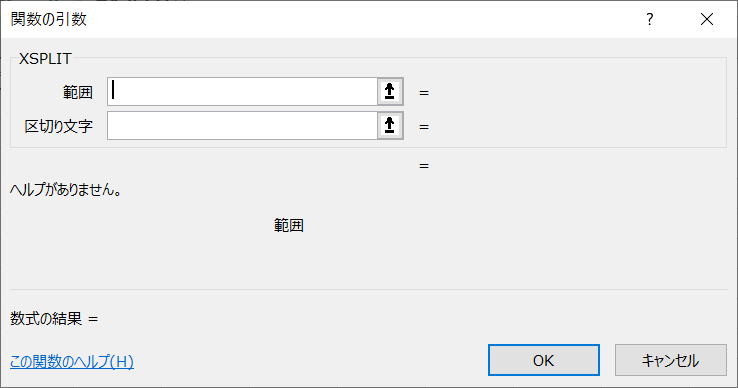 関数の引数
XSPLIT
範囲 =
区切り文字 =
=
ヘルプがありません。
範囲
数式の結果 =
この関数のヘルプ(H)
OK キャンセル